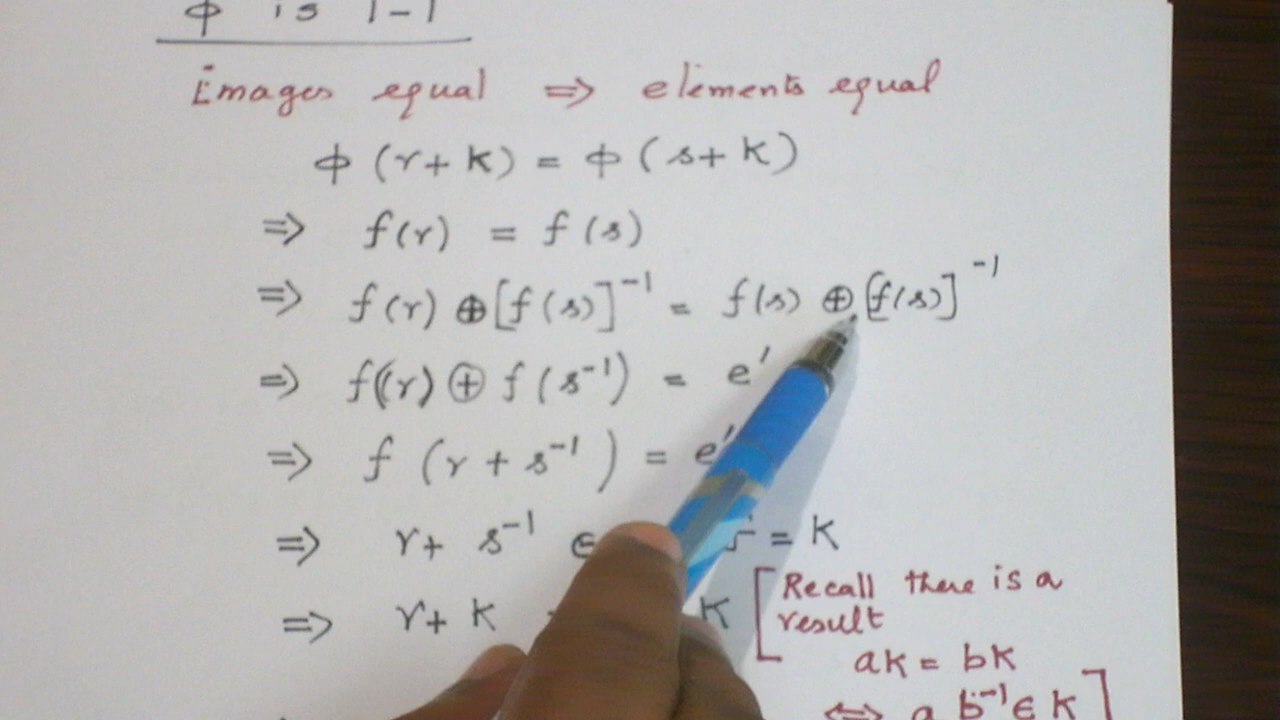 ϕ is 1-1
Images equal ⇒ elements equal
ϕ (r+K) = ϕ (s+K)
⇒ f(r) = f(s)
⇒ f(r) ⊕ [f(s)]⁻¹ = f(s) ⊕ [f(s)]⁻¹
⇒ f(r) ⊕ f(s⁻¹) = e'
⇒ f (r + s⁻¹) = e'
⇒ r + s⁻¹ ∈ f = K
⇒ r + K K
[Recall there is a
result
aK = bK
⇔ a b⁻¹ ∈ K]